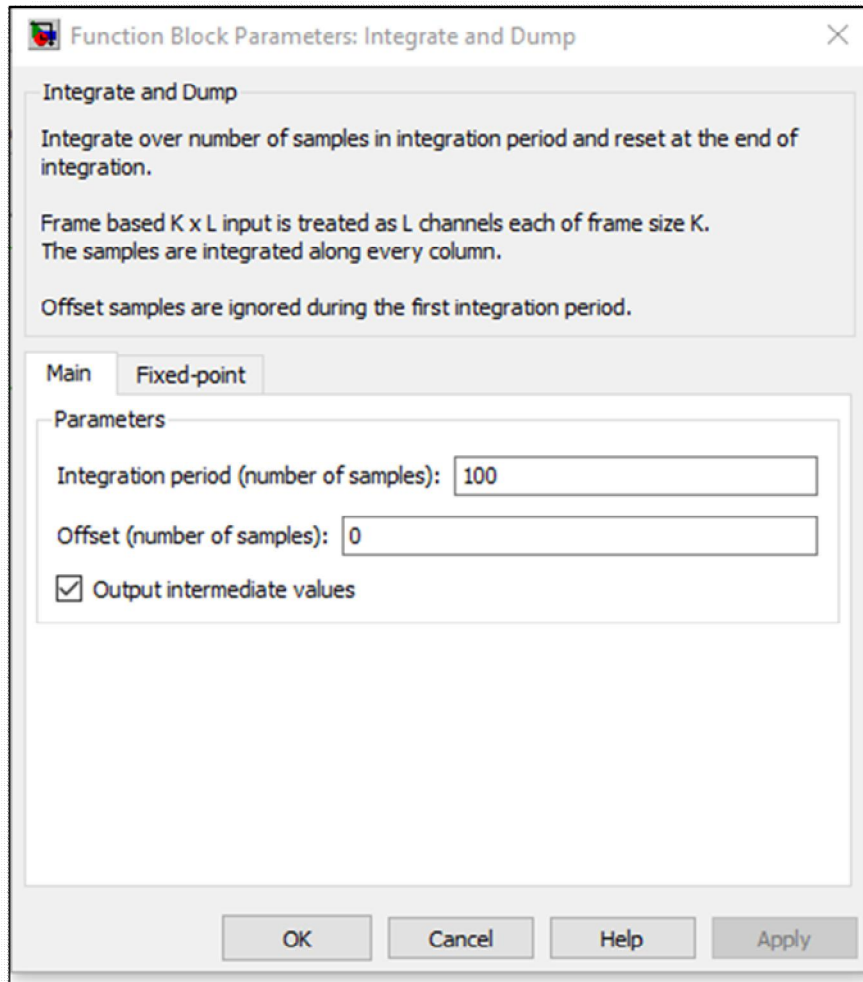 Function Block Parameters: Integrate and Dump
Integrate and Dump
Integrate over number of samples in integration period and reset at the end of
integration.
Frame based K x L input is treated as L channels each of frame size K.
The samples are integrated along every column.
Offset samples are ignored during the first integration period.
Main Fixed-point
Parameters
Integration period (number of samples): 100
Offset (number of samples): 0
Output intermediate values
OK Cancel Help Apply